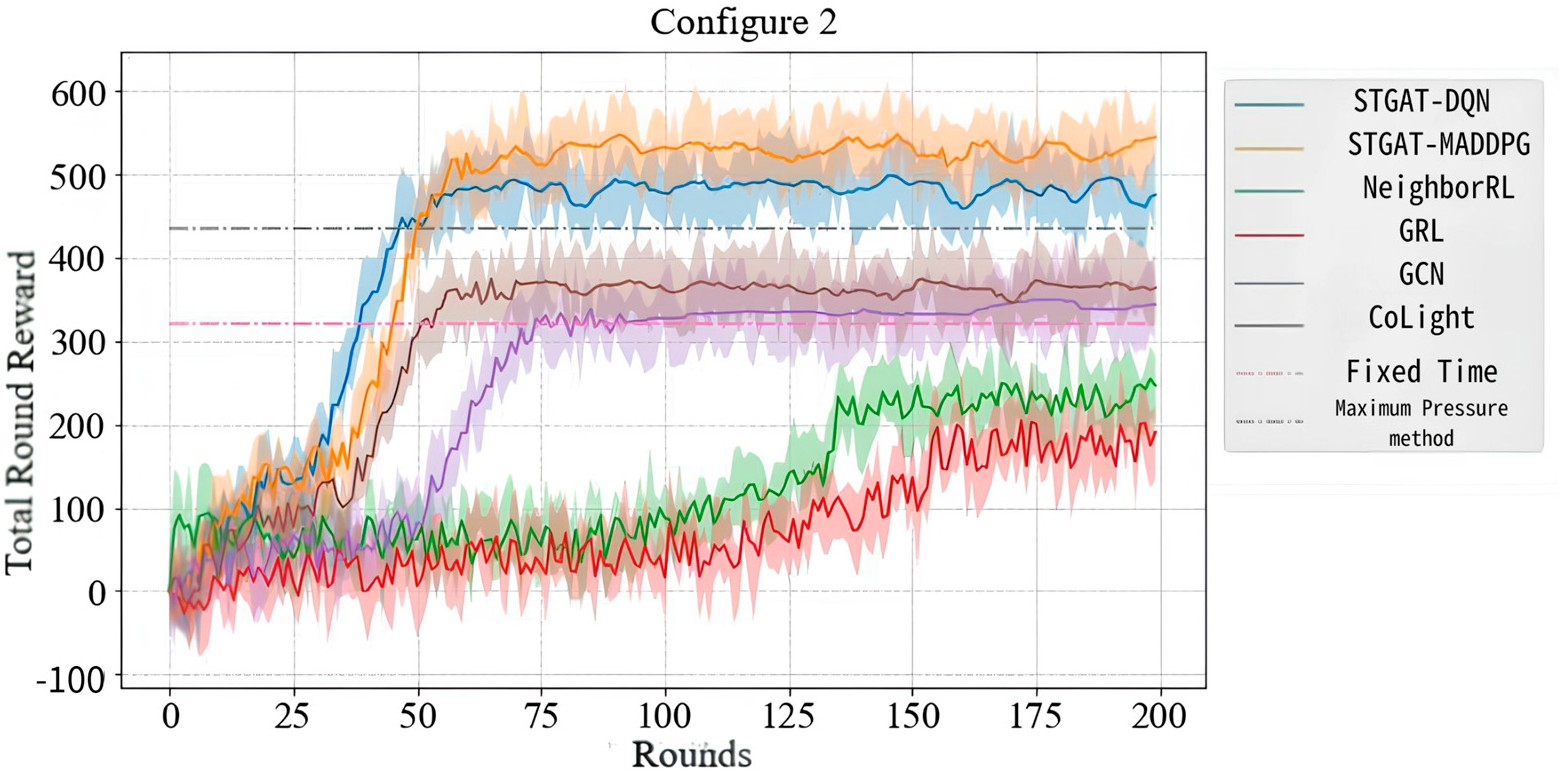 Configure 2
Total Round Reward
600
500
400
300
200
100
0
-100
0 25 50 75 100 125 150 175 200
Rounds
STGAT-DQN
STGAT-MADDPG
NeighborRL
GRL
GCN
CoLight
Fixed Time
Maximum Pressure
method